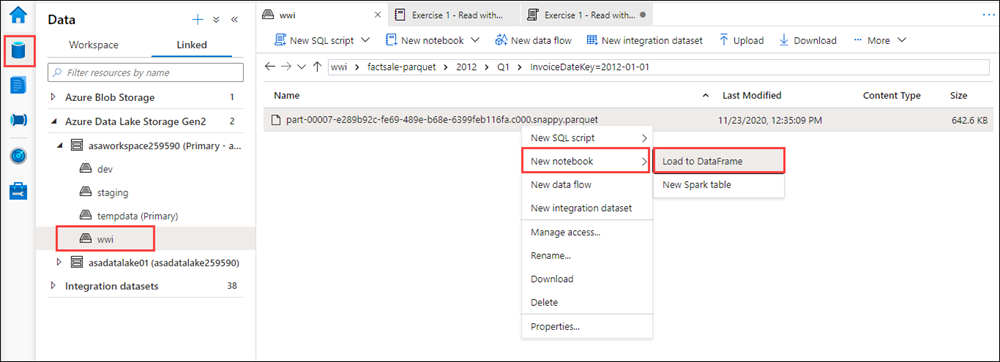 Data
Workspace
Linked
Filter resources by name
Azure Blob Storage 1
Azure Data Lake Storage Gen2 2
asaworkspace259590 (Primary - a...
dev
staging
tempdata (Primary)
wwi
asadatalake01 (asadatalake259590)
Integration datasets 38
wwi
Exercise 1 - Read with...
Exercise 1 - Read with...
New SQL script
New notebook
New data flow
New integration dataset
Upload
Download
More
wwi > factsale-parquet > 2012 > Q1 > InvoiceDateKey=2012-01-01
Name Last Modified Content Type Size
part-00007-e289b92c-fe69-489e-b68e-6399feb116fa.c000.snappy.parquet 11/23/2020, 12:35:09 PM 642.6 KB
New SQL script
New notebook
New data flow
New integration dataset
Manage access...
Rename...
Download
Delete
Properties...
Load to DataFrame
New Spark table